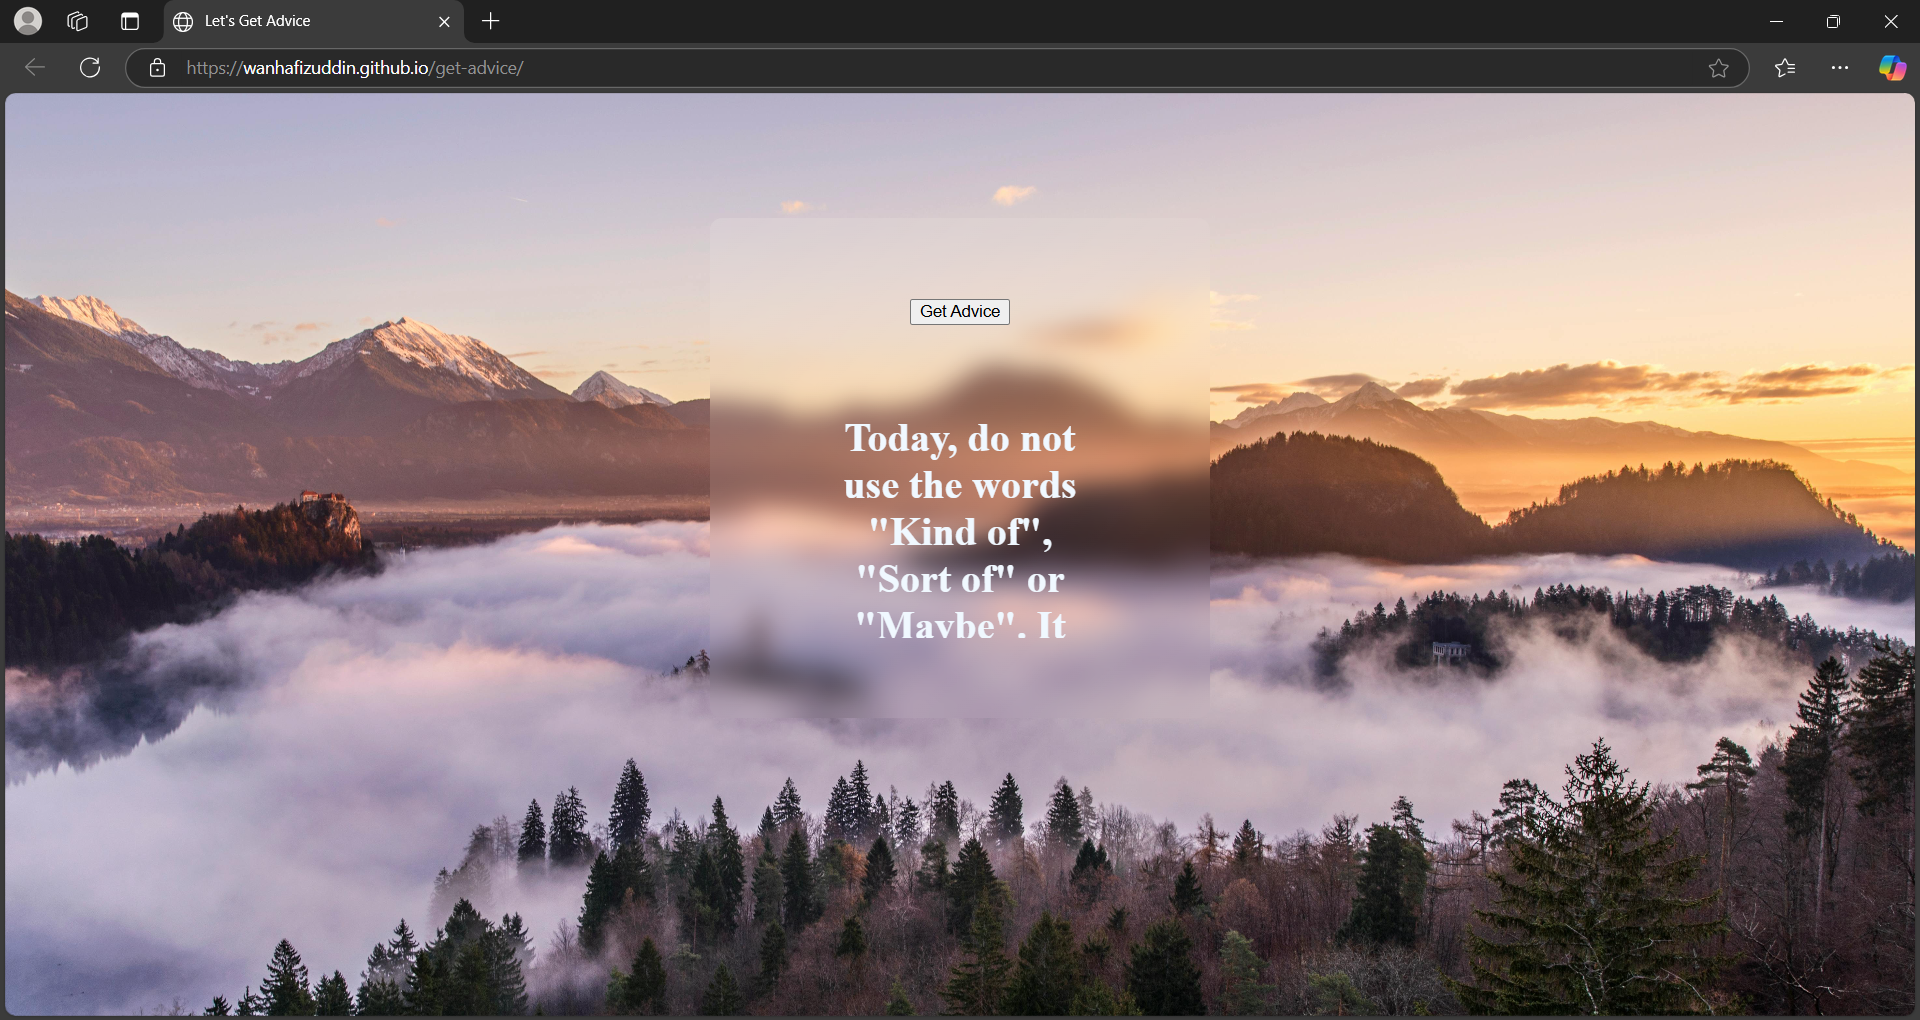 Let's Get Advice
https://wanhafizuddin.github.io/get-advice/
Get Advice
Today, do not
use the words
"Kind of",
"Sort of" or
"Maybe". It